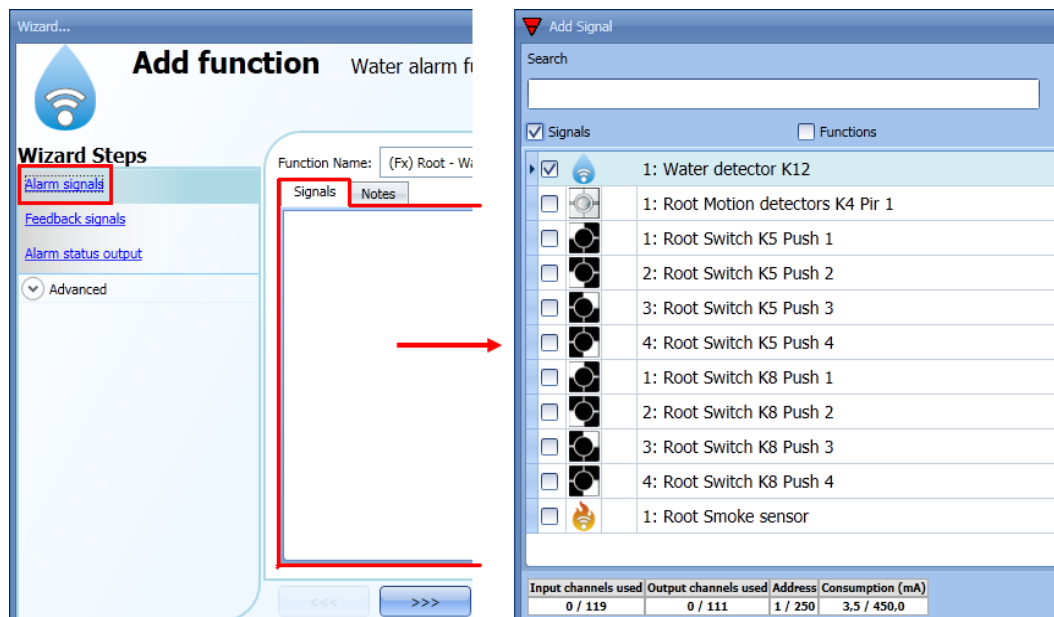 Wizard...
Add function Water alarm
Wizard Steps
Alarm signals
Feedback signals
Alarm status output
Advanced
Function Name: (Fx) Root -
Signals Notes
<<< >>>
Add Signal
Search
Signals Functions
1: Water detector K12
1: Root Motion detectors K4 Pir 1
1: Root Switch K5 Push 1
2: Root Switch K5 Push 2
3: Root Switch K5 Push 3
4: Root Switch K5 Push 4
1: Root Switch K8 Push 1
2: Root Switch K8 Push 2
3: Root Switch K8 Push 3
4: Root Switch K8 Push 4
1: Root Smoke sensor
Input channels used Output channels used Address Consumption (mA)
0 / 119 0 / 111 1 / 250 3,5 / 450,0